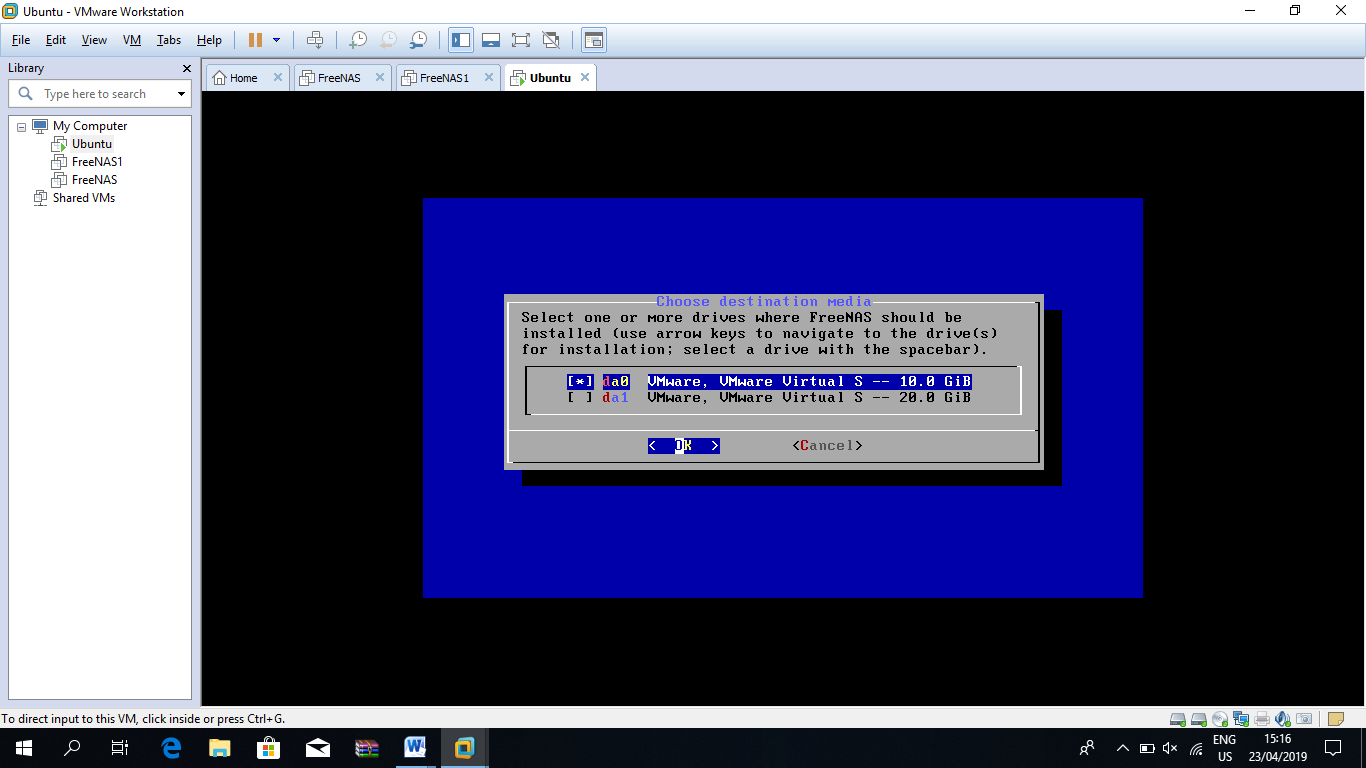 Ubuntu - VMware Workstation
File Edit View VM Tabs Help
Library
Type here to search
Home FreeNAS FreeNAS1 Ubuntu
My Computer
Ubuntu
FreeNAS1
FreeNAS
Shared VMs
Choose destination media
Select one or more drives where FreeNAS should be
installed (use arrow keys to navigate to the drive(s)
for installation; select a drive with the spacebar).
[*] da0 VMware, VMware Virtual S -- 10.0 GiB
[ ] da1 VMware, VMware Virtual S -- 20.0 GiB
< OK > <Cancel>
To direct input to this VM, click inside or press Ctrl+G.
ENG 15:16
US 23/04/2019